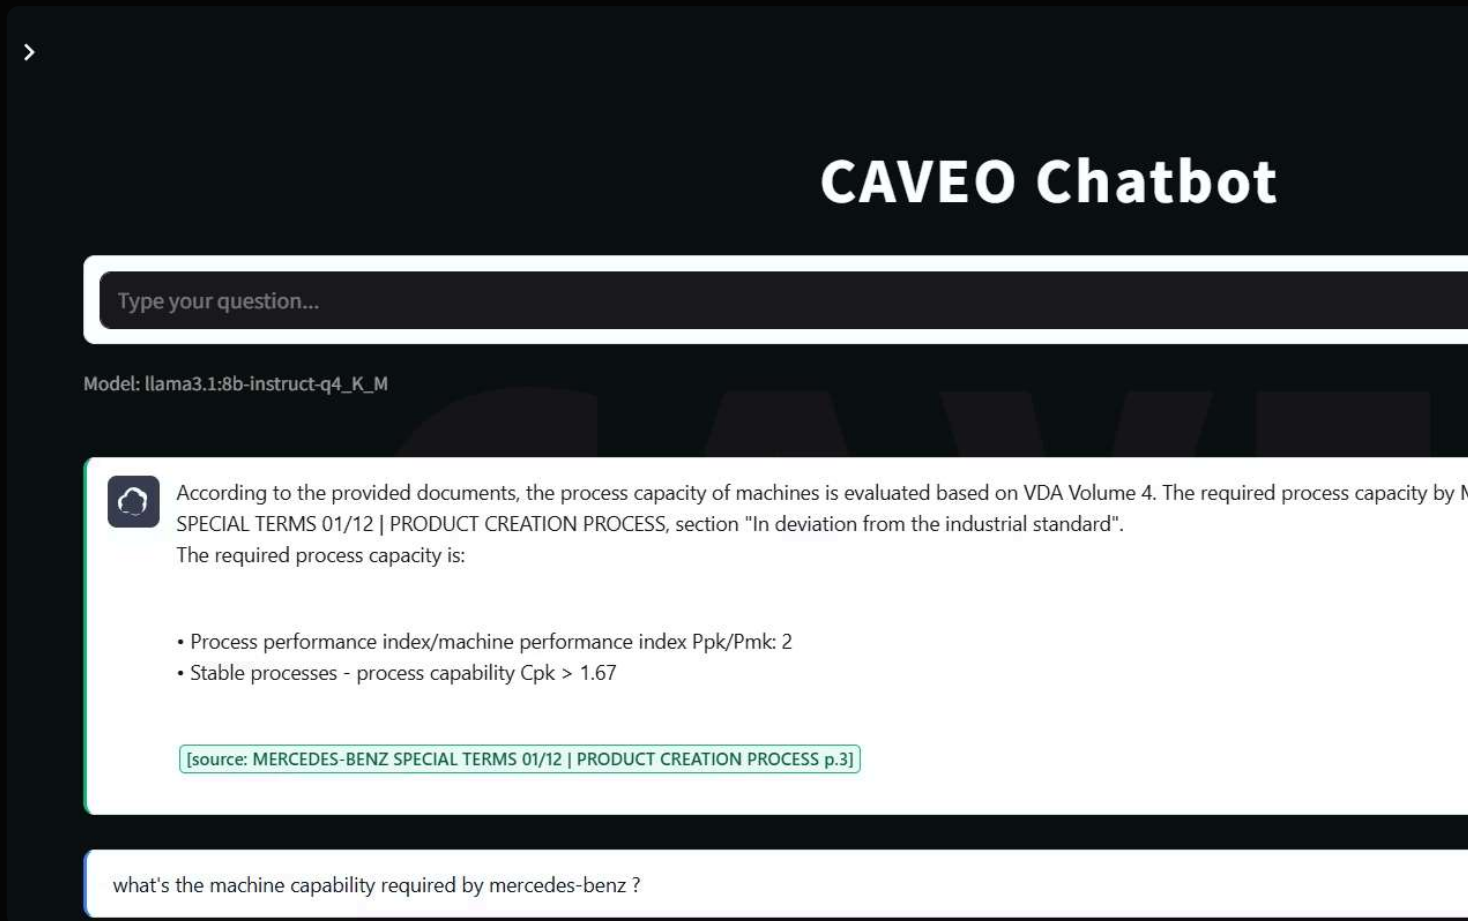 CAVEO Chatbot
Type your question...
Model: llama3.1:8b-instruct-q4_K_M
According to the provided documents, the process capacity of machines is evaluated based on VDA Volume 4. The required process capacity by
SPECIAL TERMS 01/12 | PRODUCT CREATION PROCESS, section "In deviation from the industrial standard".
The required process capacity is:
• Process performance index/machine performance index Ppk/Pmk: 2
• Stable processes - process capability Cpk > 1.67
[source: MERCEDES-BENZ SPECIAL TERMS 01/12 | PRODUCT CREATION PROCESS p.3]
what's the machine capability required by mercedes-benz ?